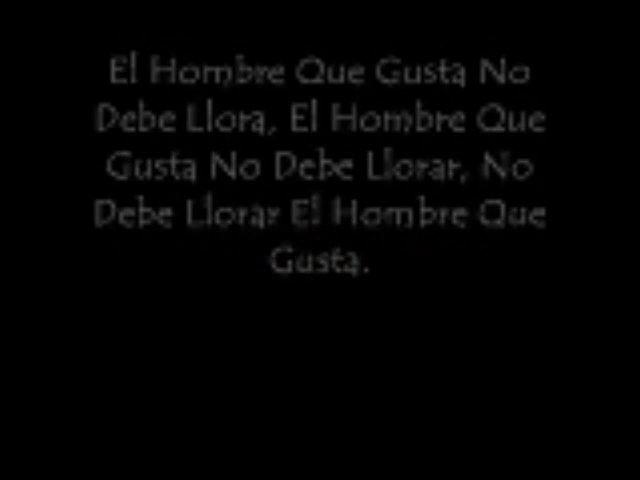 El Hombre Que Gusta No
Debe Llora, El Hombre Que
Gusta No Debe Llorar, No
Debe Llorar El Hombre Que
Gusta.